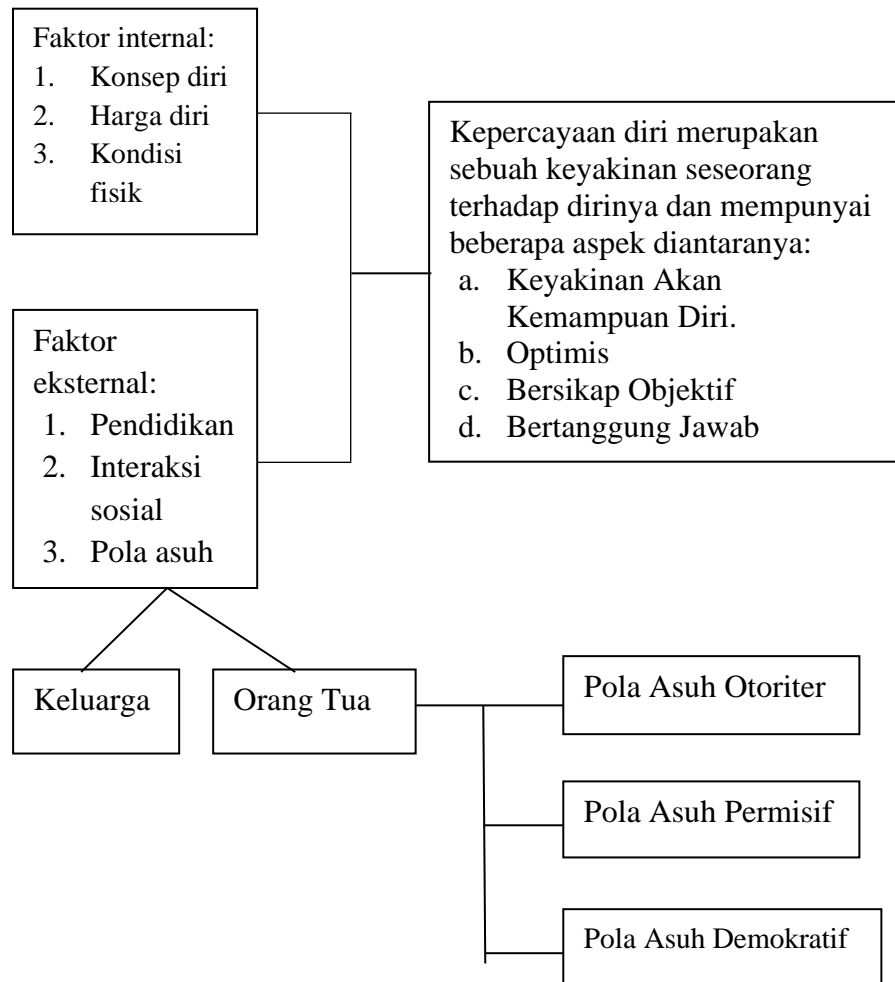 Faktor internal:
1. Konsep diri
2. Harga diri
3. Kondisi
fisik
Kepercayaan diri merupakan
sebuah keyakinan seseorang
terhadap dirinya dan mempunyai
beberapa aspek diantaranya:
a. Keyakinan Akan
Kemampuan Diri.
b. Optimis
c. Bersikap Objektif
d. Bertanggung Jawab
Faktor
eksternal:
1. Pendidikan
2. Interaksi
sosial
3. Pola asuh
Keluarga
Orang Tua
Pola Asuh Otoriter
Pola Asuh Permisif
Pola Asuh Demokratif